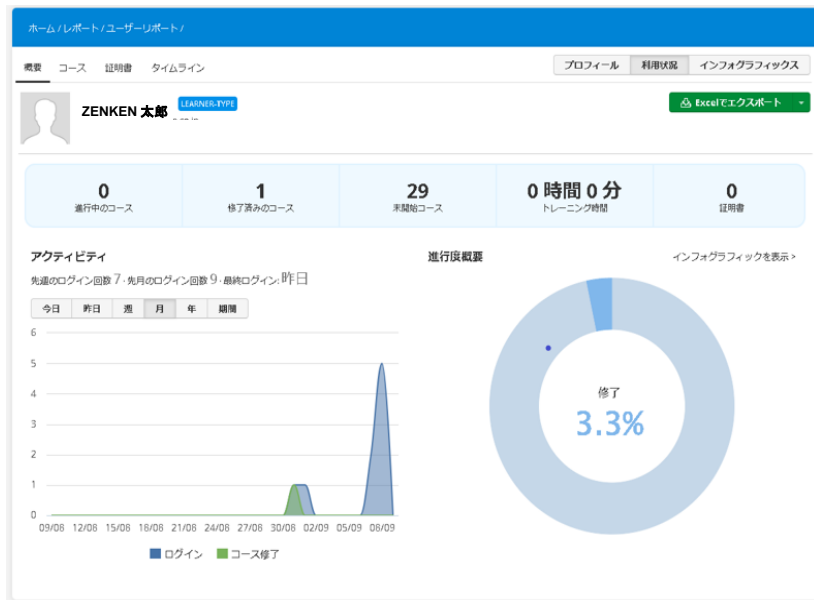 ホーム / レポート / ユーザーリポート /
概要 コース 証明書 タイムライン
プロフィール 利用状況 インフォグラフィックス
ZENKEN 太郎 LEARNER-TYPE
Excelでエクスポート
0 1 29 0 時間 0 分 0
進行中のコース 修了済みのコース 未開始コース トレーニング時間 証明書
アクティビティ
先週のログイン回数 7 · 先月のログイン回数 9 · 最終ログイン: 昨日
今日 昨日 週 月 年 期間
6
5
4
3
2
1
0
09/08 12/08 15/08 18/08 21/08 24/08 27/08 30/08 02/09 05/09 08/09
ログイン コース修了
進行度概要
インフォグラフィックを表示 >
修了
3.3%